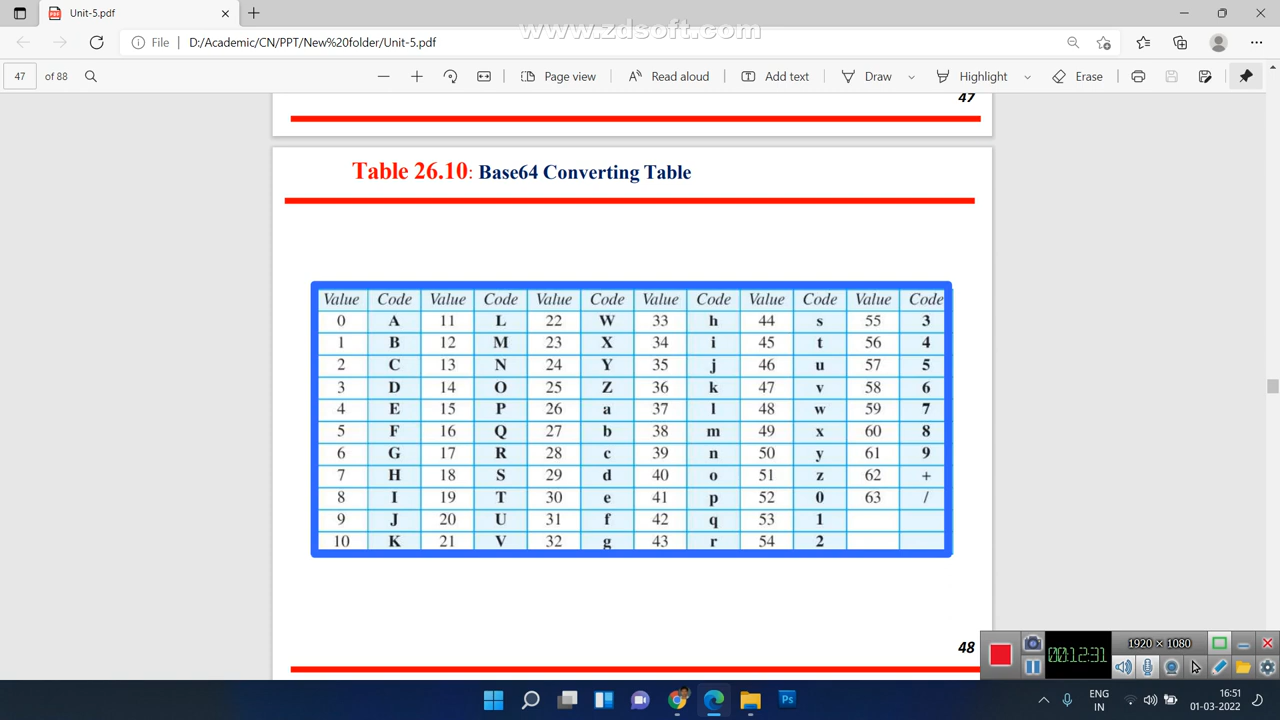 Unit-5.pdf
www.zdsoft.com
File D:/Academic/CN/PPT/New%20folder/Unit-5.pdf
47 of 88 Page view Read aloud Add text Draw Highlight Erase
47
Table 26.10: Base64 Converting Table
Value Code Value Code Value Code Value Code Value Code Value Code
0 A 11 L 22 W 33 h 44 s 55 3
1 B 12 M 23 X 34 i 45 t 56 4
2 C 13 N 24 Y 35 j 46 u 57 5
3 D 14 O 25 Z 36 k 47 v 58 6
4 E 15 P 26 a 37 l 48 w 59 7
5 F 16 Q 27 b 38 m 49 x 60 8
6 G 17 R 28 c 39 n 50 y 61 9
7 H 18 S 29 d 40 o 51 z 62 +
8 I 19 T 30 e 41 p 52 0 63 /
9 J 20 U 31 f 42 q 53 1
10 K 21 V 32 g 43 r 54 2
48
00:12:31
1920 × 1080
Ps
ENG
IN
16:51
01-03-2022